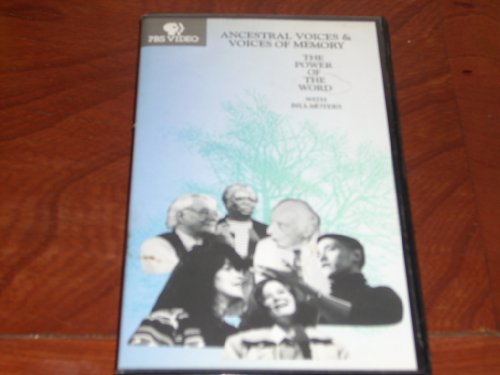 PBS VIDEO
ANCESTRAL VOICES &
VOICES OF MEMORY
THE
POWER
OF
THE
WORD
WITH
BILL MOYERS